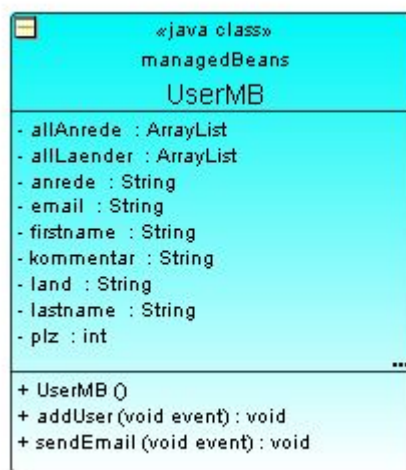 «java class»
managedBeans
UserMB
- allAnrede : ArrayList
- allLaender : ArrayList
- anrede : String
- email : String
- firstname : String
- kommentar : String
- land : String
- lastname : String
- plz : int
...
+ UserMB ()
+ addUser (void event) : void
+ sendEmail (void event) : void